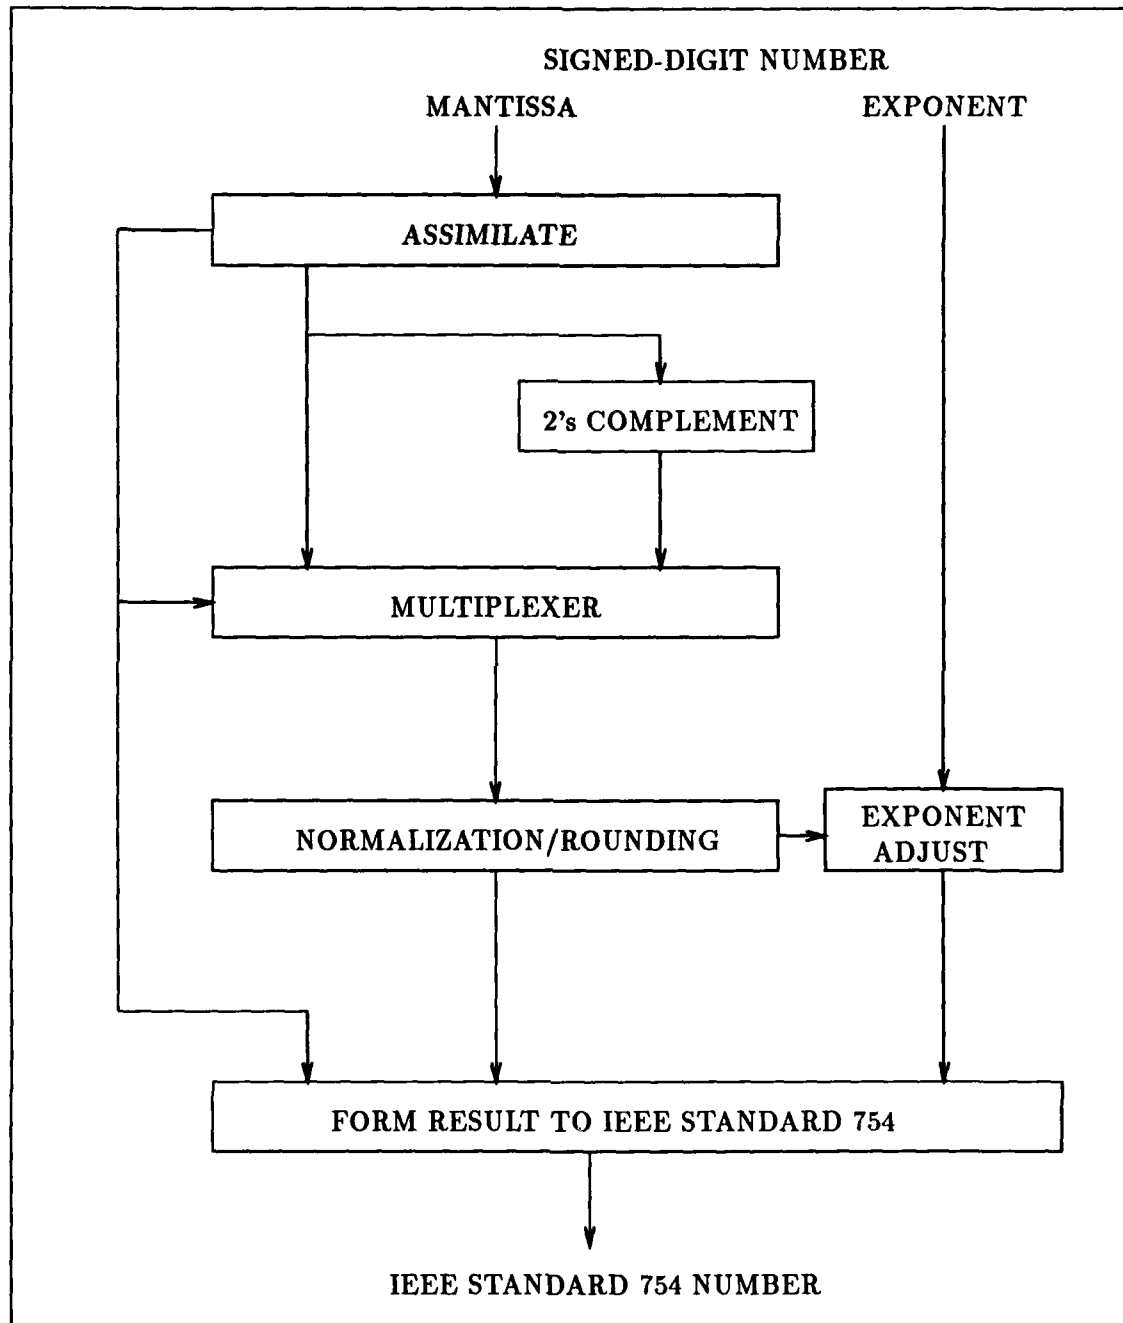 SIGNED-DIGIT NUMBER
MANTISSA
EXPONENT
ASSIMILATE
2's COMPLEMENT
MULTIPLEXER
NORMALIZATION/ROUNDING
EXPONENT
ADJUST
FORM RESULT TO IEEE STANDARD 754
IEEE STANDARD 754 NUMBER